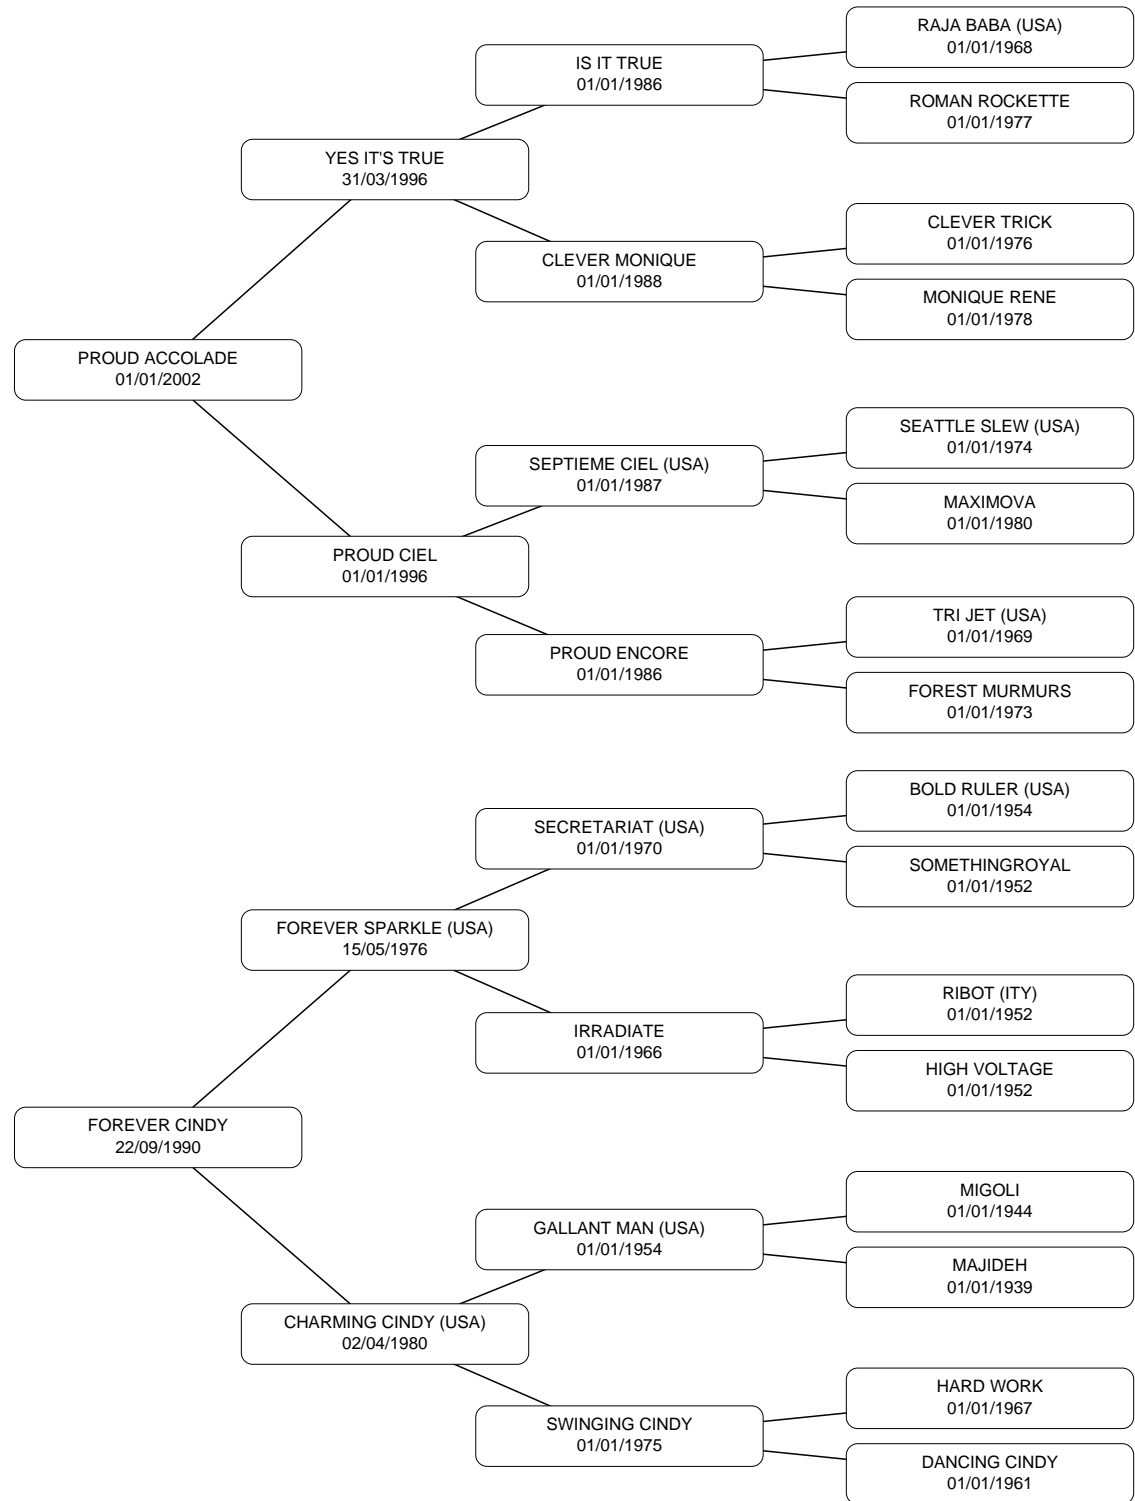 RAJA BABA (USA)
01/01/1968
IS IT TRUE
01/01/1986
ROMAN ROCKETTE
01/01/1977
YES IT'S TRUE
31/03/1996
CLEVER TRICK
01/01/1976
CLEVER MONIQUE
01/01/1988
MONIQUE RENE
01/01/1978
PROUD ACCOLADE
01/01/2002
SEATTLE SLEW (USA)
01/01/1974
SEPTIEME CIEL (USA)
01/01/1987
MAXIMOVA
01/01/1980
PROUD CIEL
01/01/1996
TRI JET (USA)
01/01/1969
PROUD ENCORE
01/01/1986
FOREST MURMURS
01/01/1973
BOLD RULER (USA)
01/01/1954
SECRETARIAT (USA)
01/01/1970
SOMETHINGROYAL
01/01/1952
FOREVER SPARKLE (USA)
15/05/1976
RIBOT (ITY)
01/01/1952
IRRADIATE
01/01/1966
HIGH VOLTAGE
01/01/1952
FOREVER CINDY
22/09/1990
MIGOLI
01/01/1944
GALLANT MAN (USA)
01/01/1954
MAJIDEH
01/01/1939
CHARMING CINDY (USA)
02/04/1980
HARD WORK
01/01/1967
SWINGING CINDY
01/01/1975
DANCING CINDY
01/01/1961